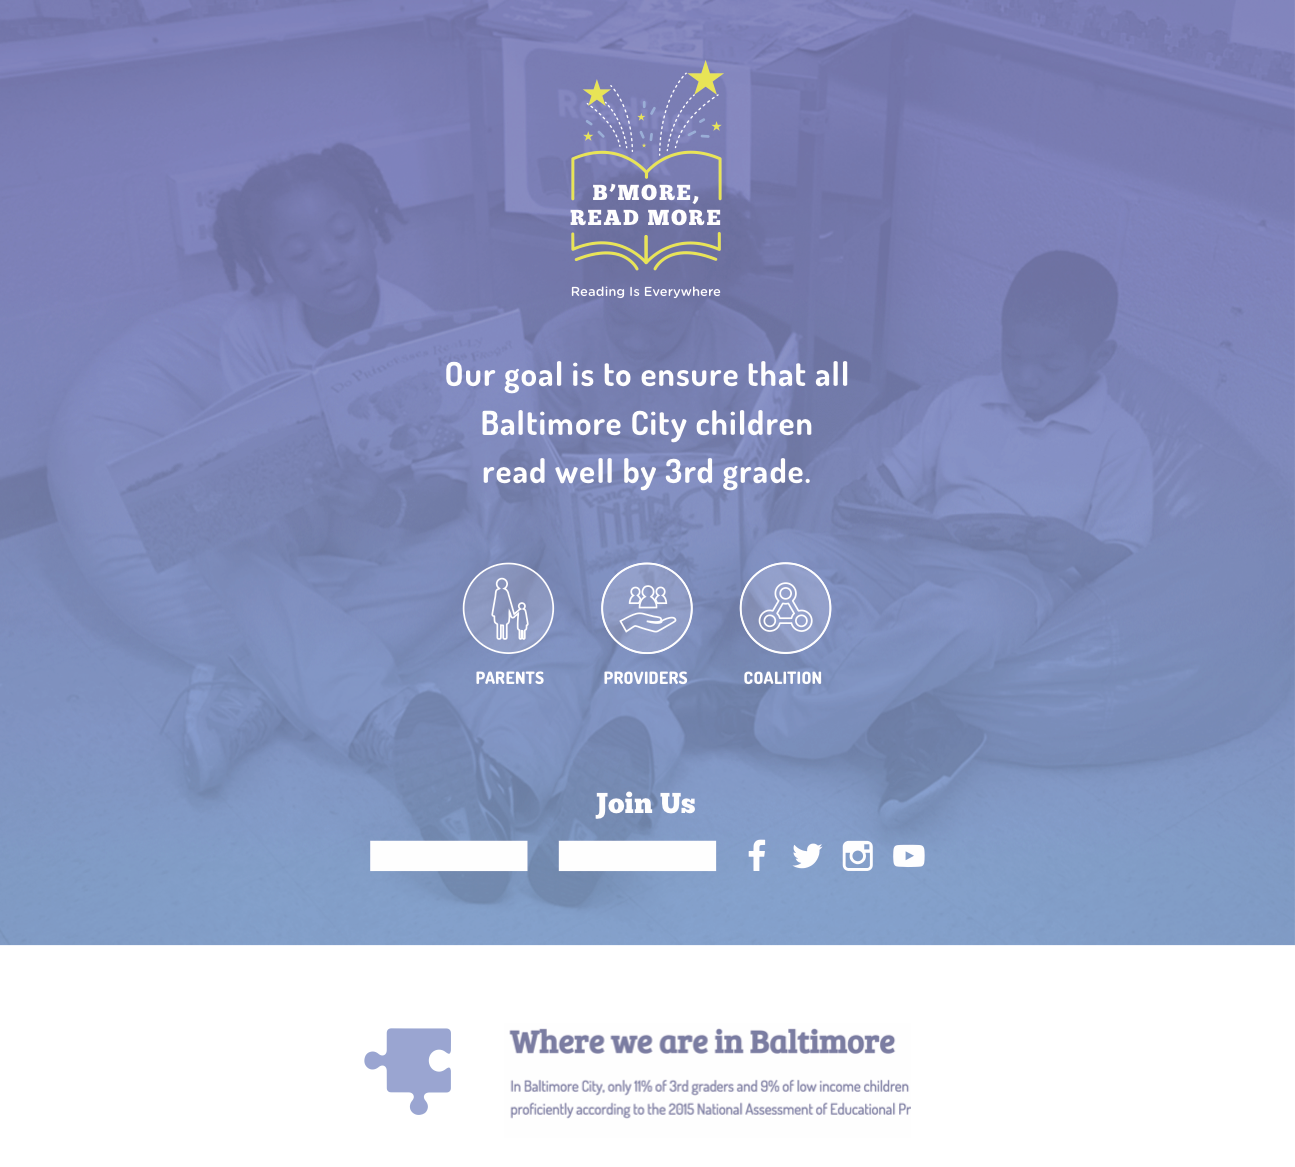 B’MORE,
READ MORE
Reading Is Everywhere
Our goal is to ensure that all
Baltimore City children
read well by 3rd grade.
PARENTS PROVIDERS COALITION
Join Us
Where we are in Baltimore
In Baltimore City, only 11% of 3rd graders and 9% of low income children
proficiently according to the 2015 National Assessment of Educational Pr